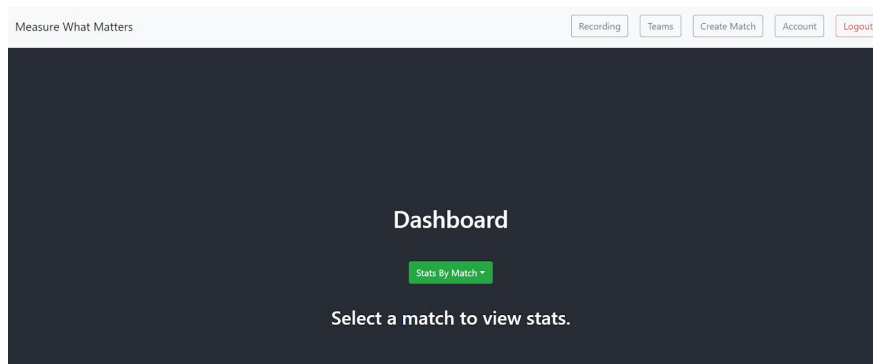 Measure What Matters Recording Teams Create Match Account Logout
Dashboard
Stats By Match
Select a match to view stats.